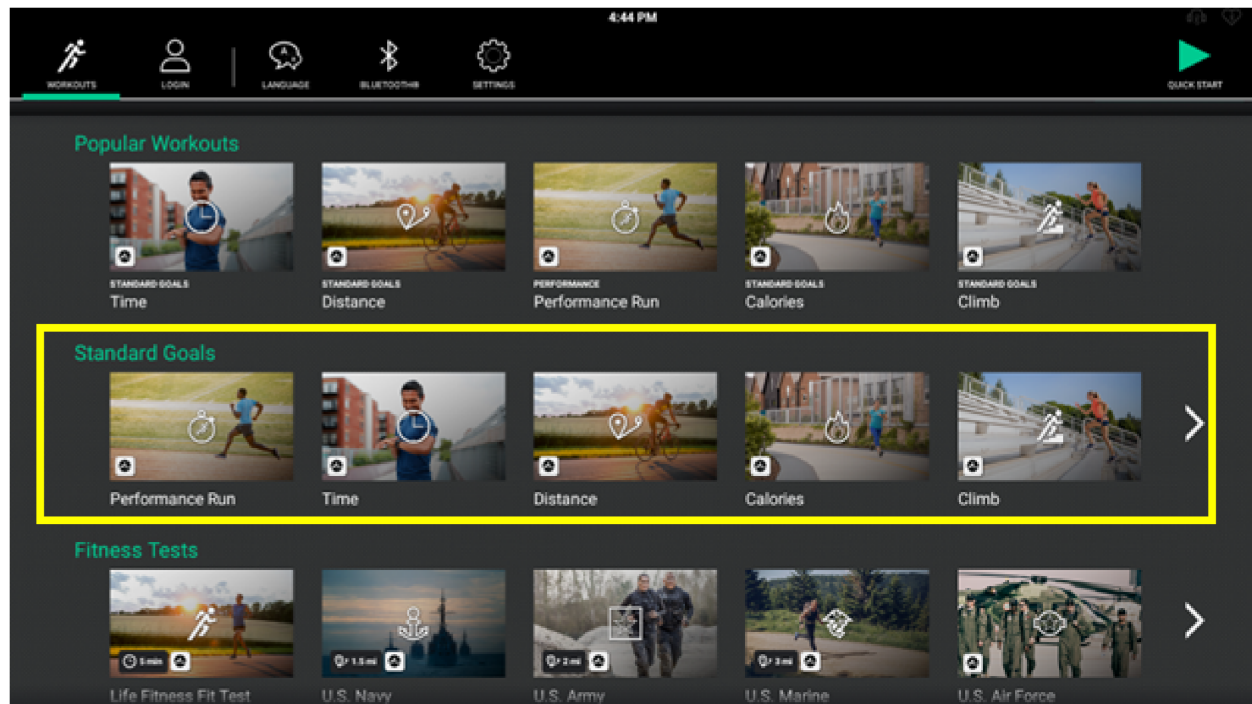 4:44 PM
WORKOUTS
LOGIN
LANGUAGE
BLUETOOTH®
SETTINGS
QUICK START
Popular Workouts
STANDARD GOALS
Time
STANDARD GOALS
Distance
PERFORMANCE
Performance Run
STANDARD GOALS
Calories
STANDARD GOALS
Climb
Standard Goals
Performance Run
Time
Distance
Calories
Climb
Fitness Tests
5 min
1.5 mi
2 mi
3 mi
Life Fitness Fit Test
U.S. Navy
U.S. Army
U.S. Marine
U.S. Air Force